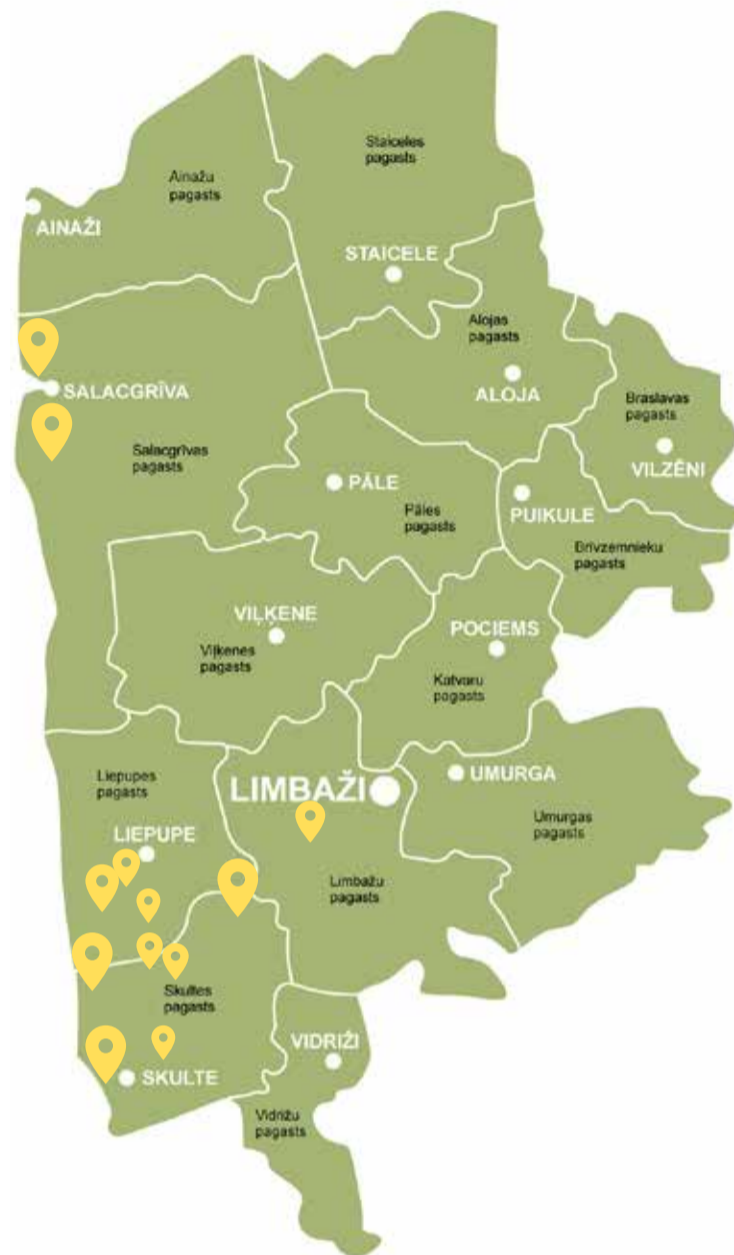 Staiceles
pagasts
Ainažu
pagasts
AINAŽI
STAICELE
Alojas
pagasts
SALACGRĪVA
ALOJA
Braslavas
pagasts
Salacgrīvas
pagasts
VILZĒNI
PĀLE
PUIKULE
Pāles
pagasts
Brīvzemnieku
pagasts
VIĻĶENE
POCIEMS
Viļķenes
pagasts
Katvaru
pagasts
Liepupes
pagasts
LIMBAŽI
UMURGA
Umurgas
pagasts
LIEPUPE
Limbažu
pagasts
Skultes
pagasts
VIDRIŽI
SKULTE
Vidrižu
pagasts